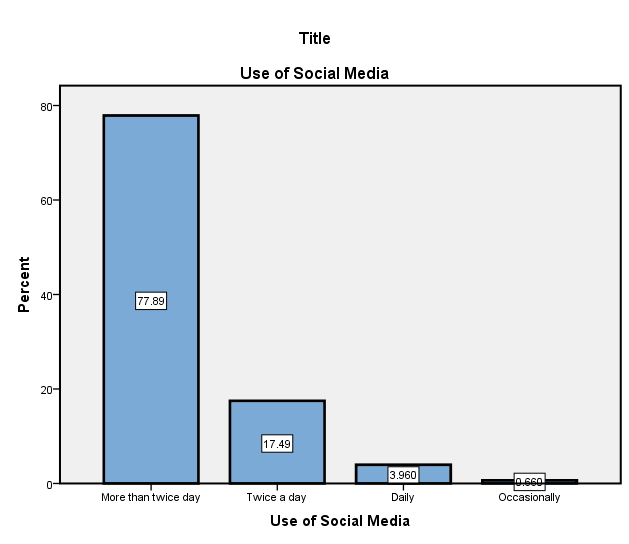 Title
Use of Social Media
Percent
80
60
40
20
0
77.89
17.49
3.960
0.660
More than twice day
Twice a day
Daily
Occasionally
Use of Social Media